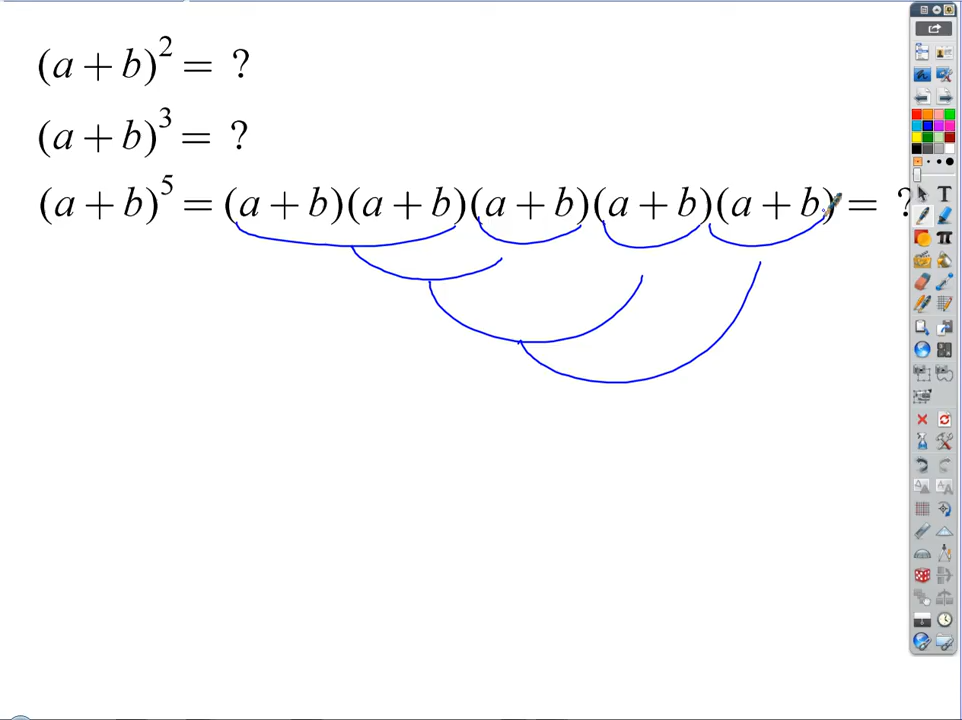 (a + b)² = ?
(a + b)³ = ?
(a + b)⁵ = (a + b)(a + b)(a + b)(a + b)(a + b) = ?